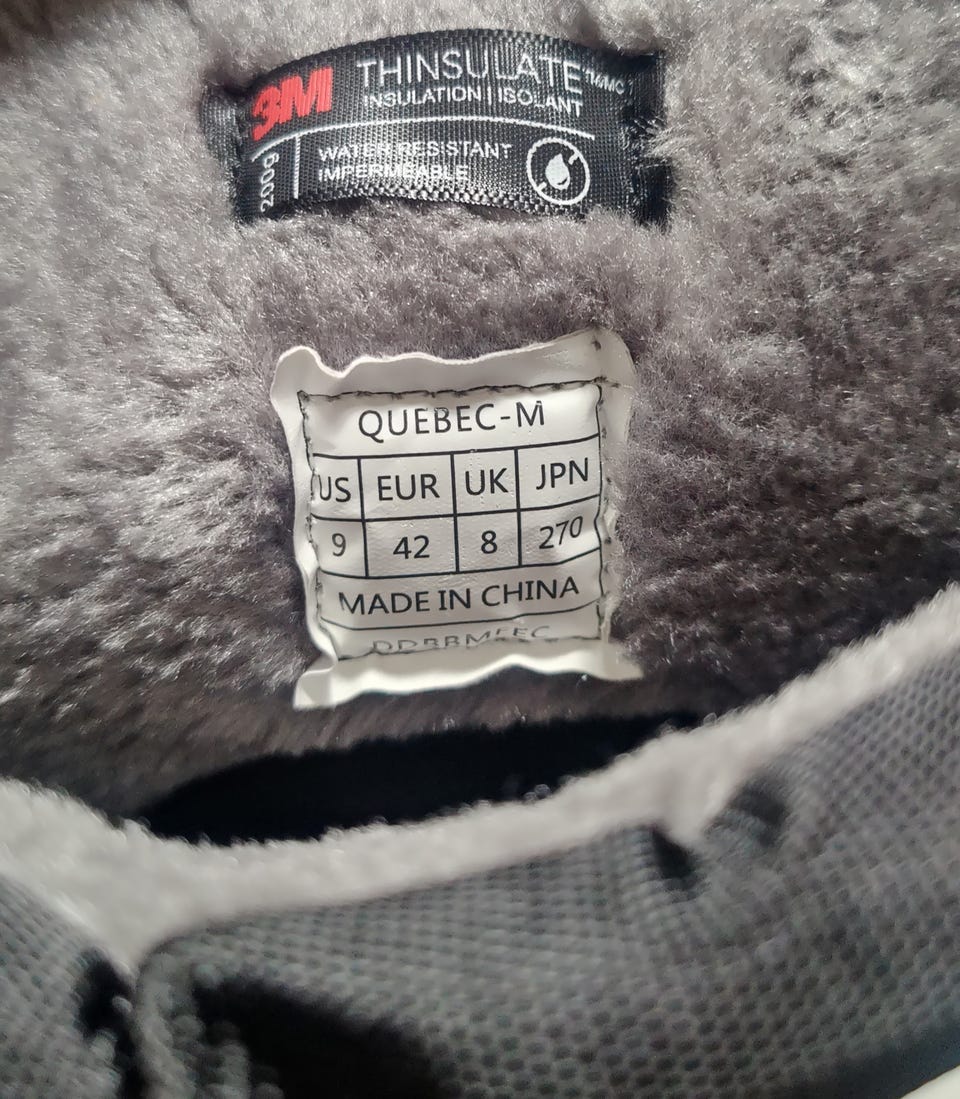 3M THINSULATE™MC
INSULATION | ISOLANT
200g
WATER RESISTANT
IMPERMEABLE
QUEBEC-M
US EUR UK JPN
9 42 8 270
MADE IN CHINA